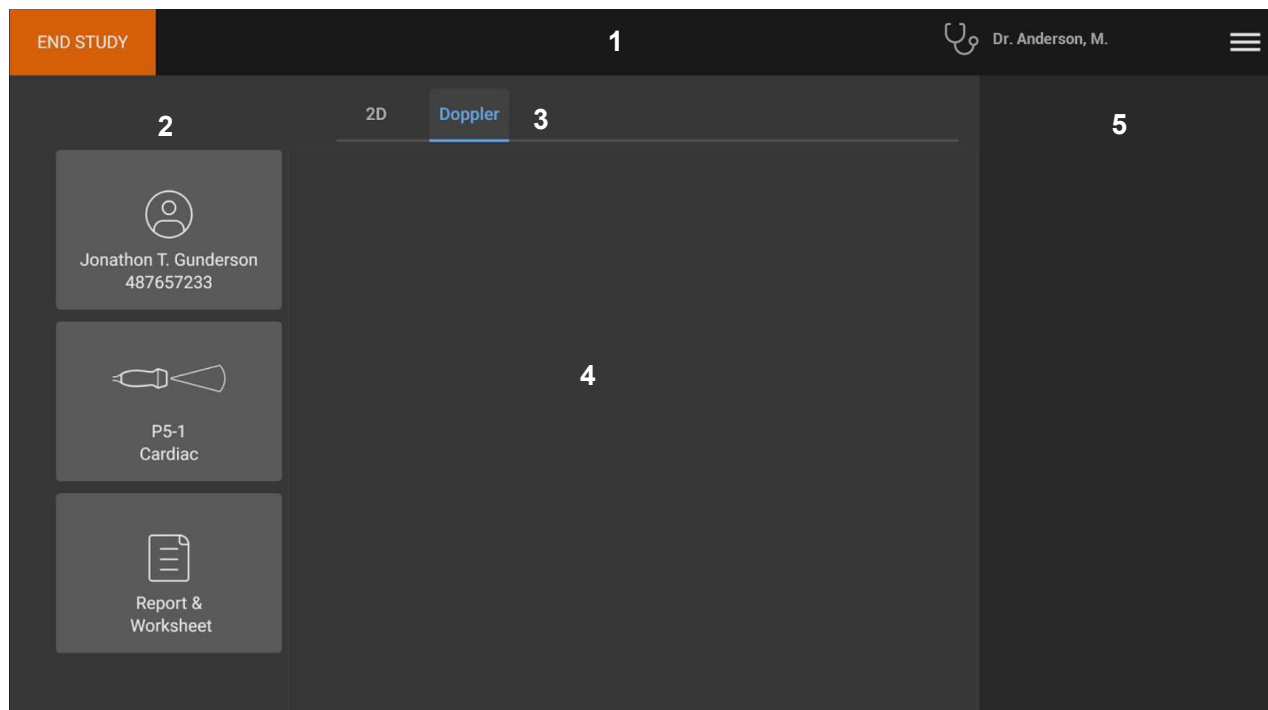 END STUDY
1
Dr. Anderson, M.
2
2D
Doppler
3
5
Jonathon T. Gunderson
487657233
4
P5-1
Cardiac
Report &
Worksheet